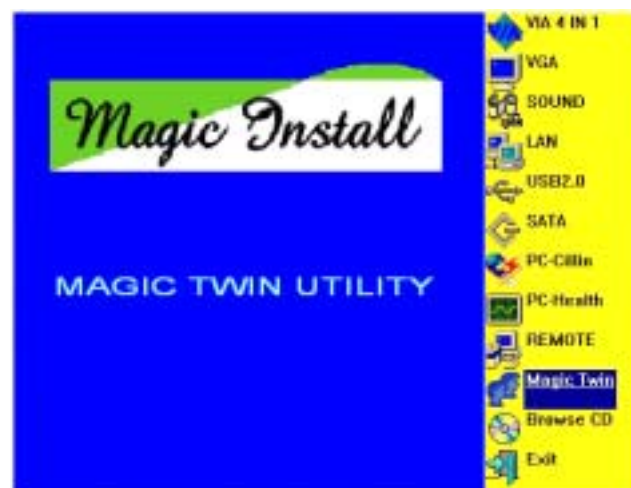 Magic Install
MAGIC TWIN UTILITY
VIA 4 IN 1
VGA
SOUND
LAN
USB2.0
SATA
PC-Cillin
PC-Health
REMOTE
Magic Twin
Browse CD
Exit